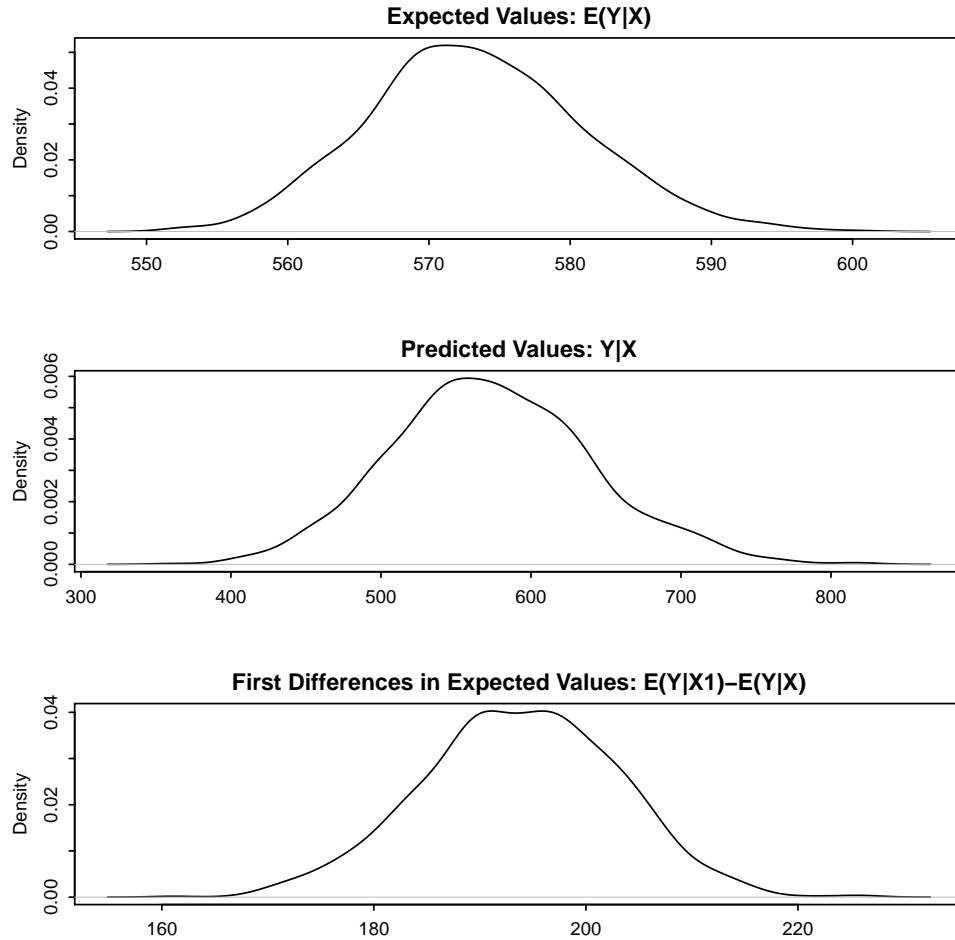 Expected Values: E(Y|X)
Density
0.00 0.02 0.04
550 560 570 580 590 600
Predicted Values: Y|X
Density
0.000 0.002 0.004 0.006
300 400 500 600 700 800
First Differences in Expected Values: E(Y|X1)−E(Y|X)
Density
0.00 0.02 0.04
160 180 200 220